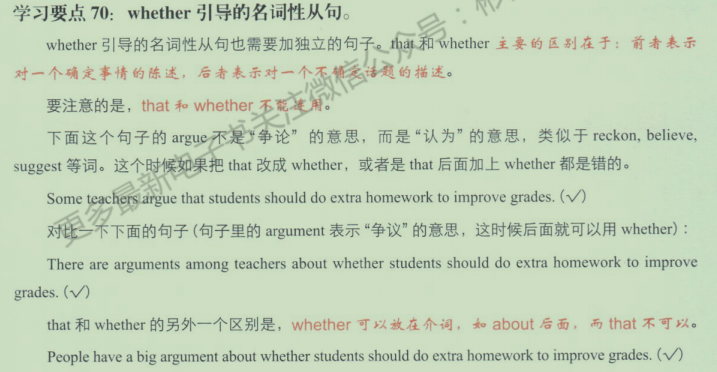 学习要点 70：whether 引导的名词性从句。
whether 引导的名词性从句也需要加独立的句子。that 和 whether 主要的区别在于：前者表示
对一个确定事情的陈述，后者表示对一个不确定话题的描述。
要注意的是，that 和 whether 不能连用。
下面这个句子的 argue 不是“争论”的意思，而是“认为”的意思，类似于 reckon, believe,
suggest 等词。这个时候如果把 that 改成 whether，或者是 that 后面加上 whether 都是错的。
Some teachers argue that students should do extra homework to improve grades. (✓)
对比一下下面的句子（句子里的 argument 表示“争议”的意思，这时候后面就可以用 whether）：
There are arguments among teachers about whether students should do extra homework to improve
grades. (✓)
that 和 whether 的另外一个区别是，whether 可以放在介词，如 about 后面，而 that 不可以。
People have a big argument about whether students should do extra homework to improve grades. (✓)
更多最新电子书关注微信公众号：